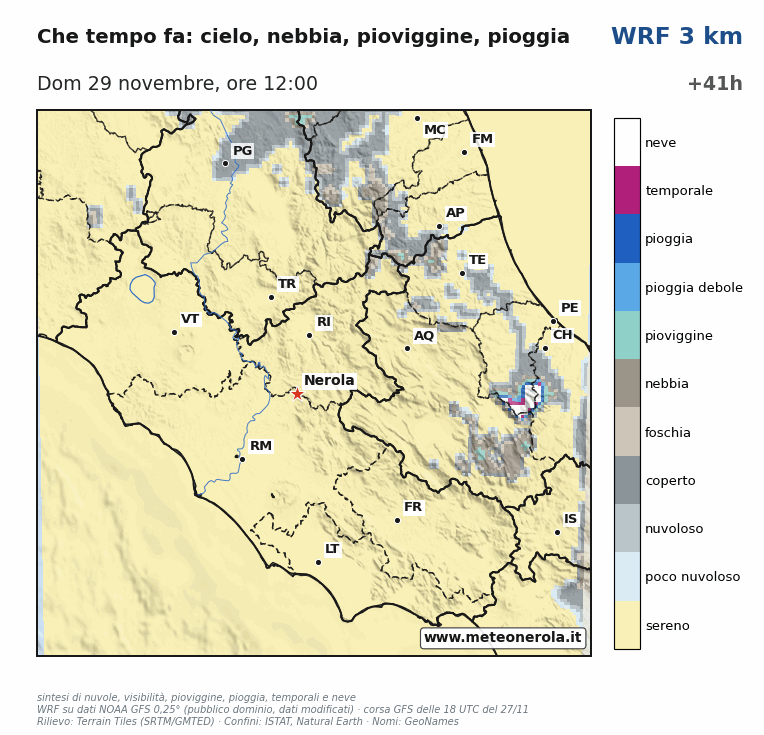 Che tempo fa: cielo, nebbia, pioviggine, pioggia
WRF 3 km
Dom 29 novembre, ore 12:00
+41h
MC
FM
PG
AP
TE
TR
PE
VT
RI
AQ
CH
Nerola
RM
FR
IS
LT
www.meteonerola.it
neve
temporale
pioggia
pioggia debole
pioviggine
nebbia
foschia
coperto
nuvoloso
poco nuvoloso
sereno
sintesi di nuvole, visibilità, pioviggine, pioggia, temporali e neve
WRF su dati NOAA GFS 0,25° (pubblico dominio, dati modificati) · corsa GFS delle 18 UTC del 27/11
Rilievo: Terrain Tiles (SRTM/GMTED) · Confini: ISTAT, Natural Earth · Nomi: GeoNames